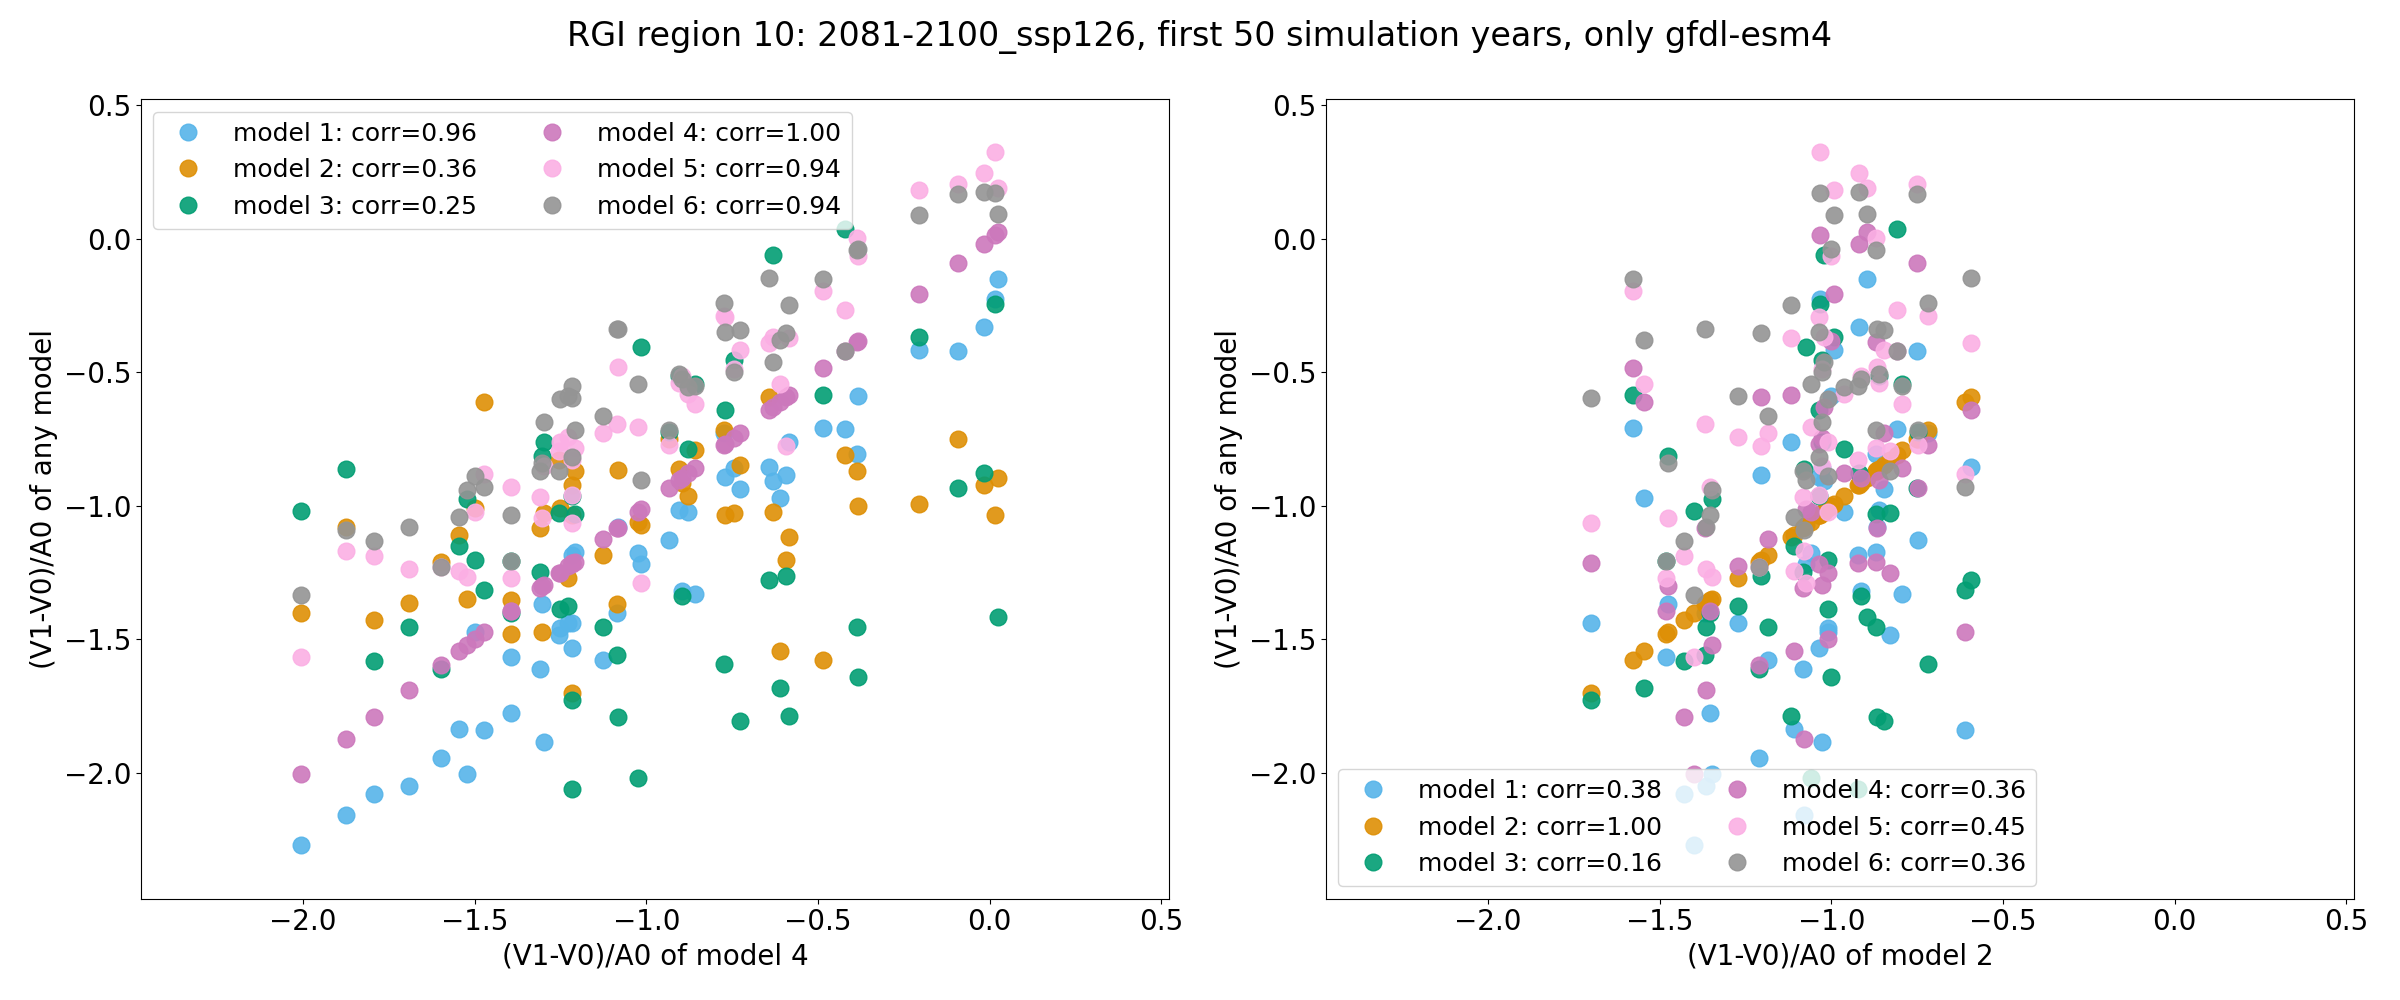 RGI region 10: 2081-2100_ssp126, first 50 simulation years, only gfdl-esm4
(V1-V0)/A0 of any model
0.5
0.0
−0.5
−1.0
−1.5
−2.0
model 1: corr=0.96
model 2: corr=0.36
model 3: corr=0.25
model 4: corr=1.00
model 5: corr=0.94
model 6: corr=0.94
−2.0 −1.5 −1.0 −0.5 0.0 0.5
(V1-V0)/A0 of model 4
(V1-V0)/A0 of any model
0.5
0.0
−0.5
−1.0
−1.5
−2.0
model 1: corr=0.38
model 2: corr=1.00
model 3: corr=0.16
model 4: corr=0.36
model 5: corr=0.45
model 6: corr=0.36
−2.0 −1.5 −1.0 −0.5 0.0 0.5
(V1-V0)/A0 of model 2